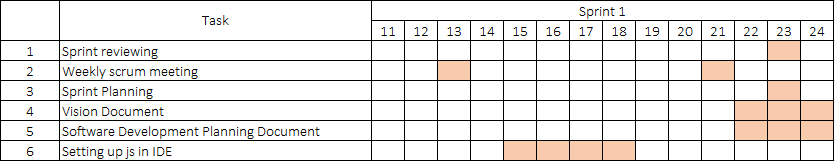 Task Sprint 1
11 12 13 14 15 16 17 18 19 20 21 22 23 24
1 Sprint reviewing
2 Weekly scrum meeting
3 Sprint Planning
4 Vision Document
5 Software Development Planning Document
6 Setting up js in IDE